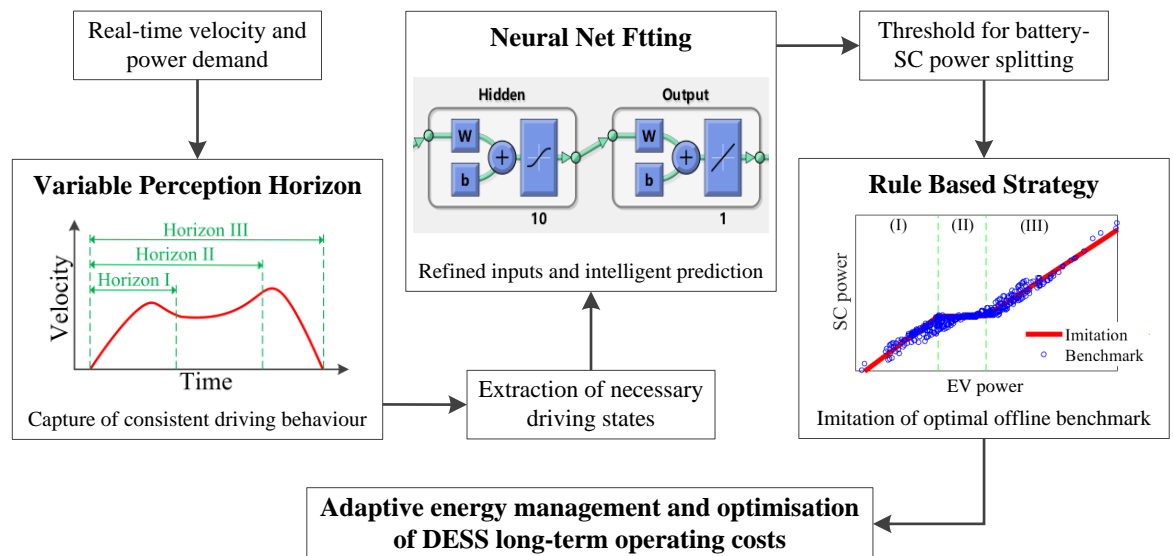 Real-time velocity and
power demand
Variable Perception Horizon
Horizon III
Horizon II
Horizon I
Velocity
Time
Capture of consistent driving behaviour
Extraction of necessary
driving states
Neural Net Ftting
Hidden
Output
W
b
+
10
W
b
+
1
Refined inputs and intelligent prediction
Threshold for battery-
SC power splitting
Rule Based Strategy
(I)
(II)
(III)
SC power
Imitation
Benchmark
EV power
Imitation of optimal offline benchmark
Adaptive energy management and optimisation
of DESS long-term operating costs